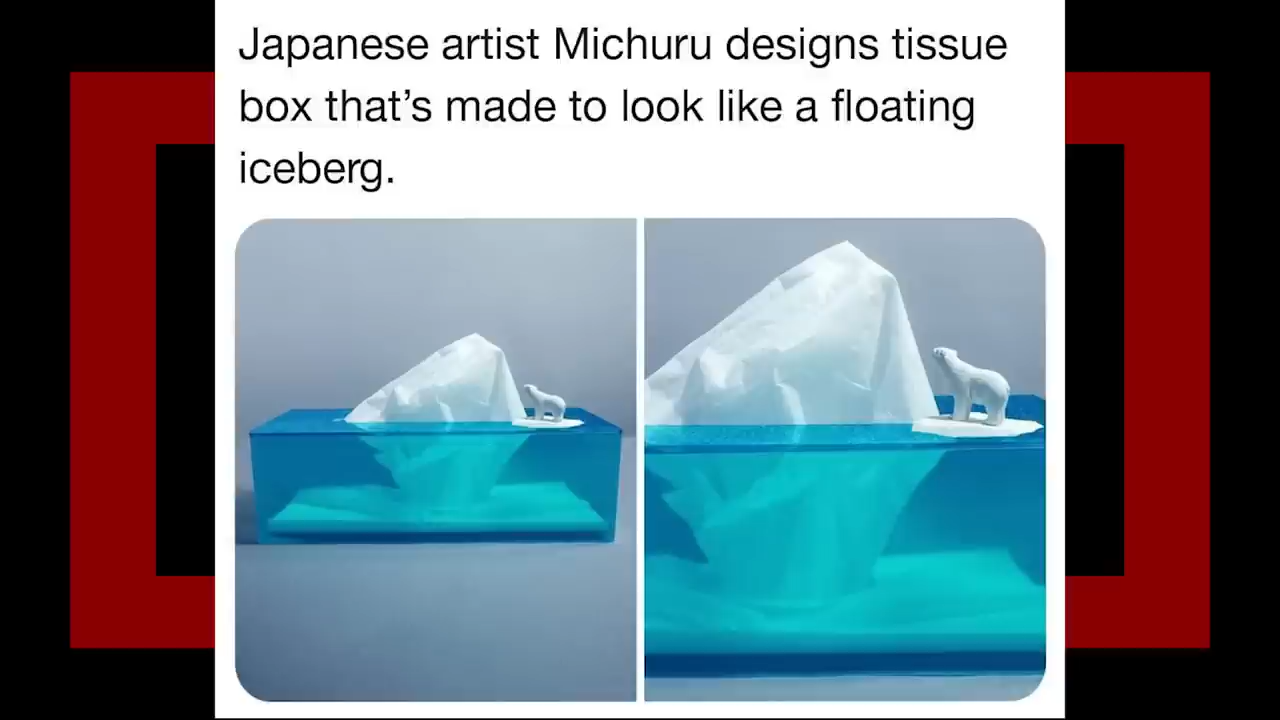 Japanese artist Michuru designs tissue
box that’s made to look like a floating
iceberg.